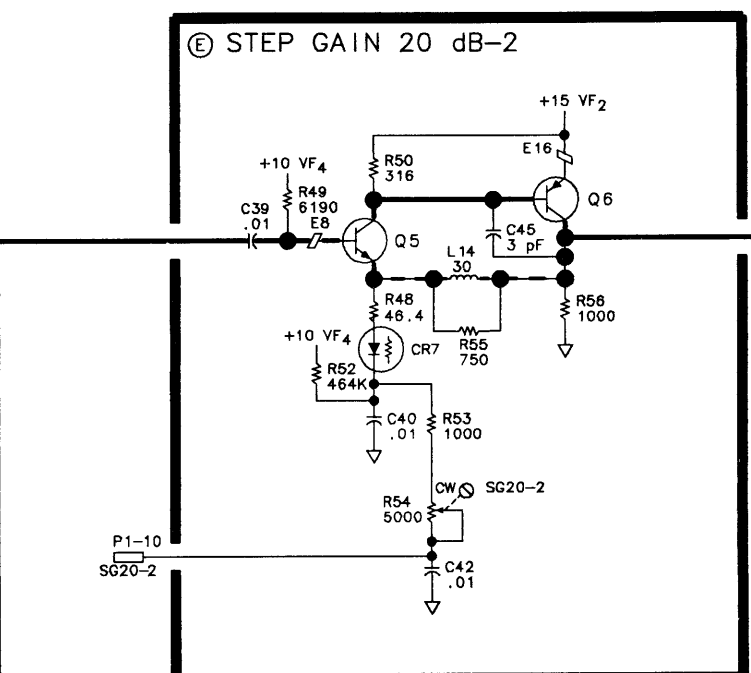 Ⓔ STEP GAIN 20 dB-2
+15 VF2
E16
R50
316
+10 VF4
R49
6190
C39
.01
E8
Q5
Q6
C45
3 pF
L14
30
R48
46.4
+10 VF4
CR7
R55
750
R56
1000
R52
464K
C40
.01
R53
1000
CW
SG20-2
R54
5000
P1-10
SG20-2
C42
.01